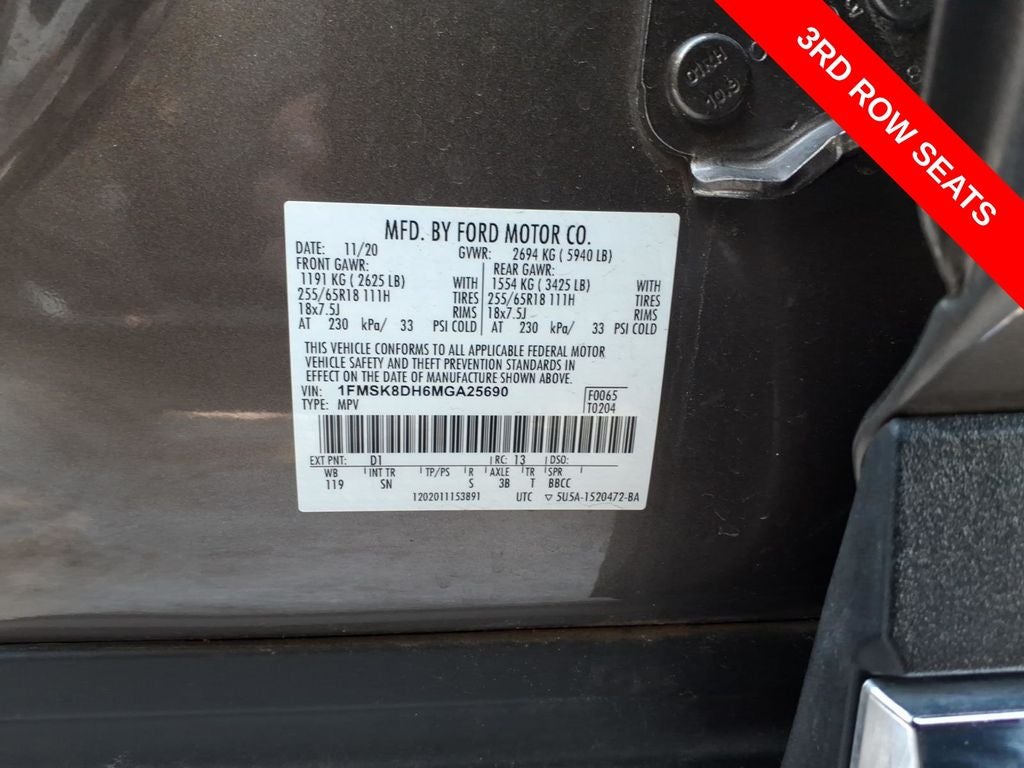 3RD ROW SEATS
10.9
MFD. BY FORD MOTOR CO.
DATE: 11/20 GVWR: 2694 KG ( 5940 LB)
FRONT GAWR: REAR GAWR:
1191 KG ( 2625 LB) WITH 1554 KG ( 3425 LB) WITH
255/65R18 111H TIRES 255/65R18 111H TIRES
18x7.5J RIMS 18x7.5J RIMS
AT 230 kPa/ 33 PSI COLD AT 230 kPa/ 33 PSI COLD
THIS VEHICLE CONFORMS TO ALL APPLICABLE FEDERAL MOTOR
VEHICLE SAFETY AND THEFT PREVENTION STANDARDS IN
EFFECT ON THE DATE OF MANUFACTURE SHOWN ABOVE.
VIN: 1FMSK8DH6MGA25690 F0065
TYPE: MPV T0204
EXT PNT: D1 RC: 13 DSO:
WB INT TR TP/PS R AXLE TR SPR
119 SN S 3B T BBCC
1202011153891 UTC ▽ 5U5A-1520472-BA